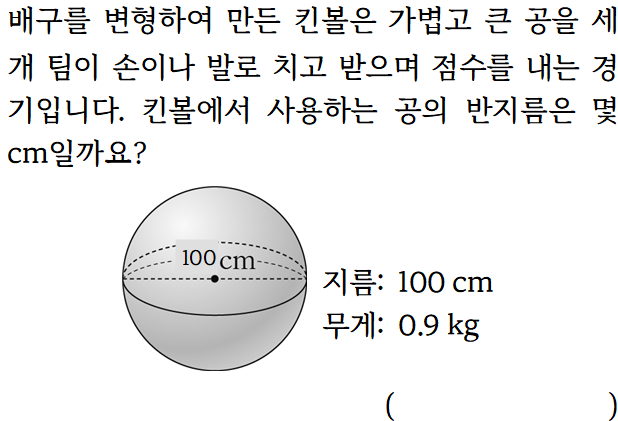 배구를 변형하여 만든 킨볼은 가볍고 큰 공을 세
개 팀이 손이나 발로 치고 받으며 점수를 내는 경
기입니다. 킨볼에서 사용하는 공의 반지름은 몇
cm일까요?
100 cm
지름: 100 cm
무게: 0.9 kg
( )